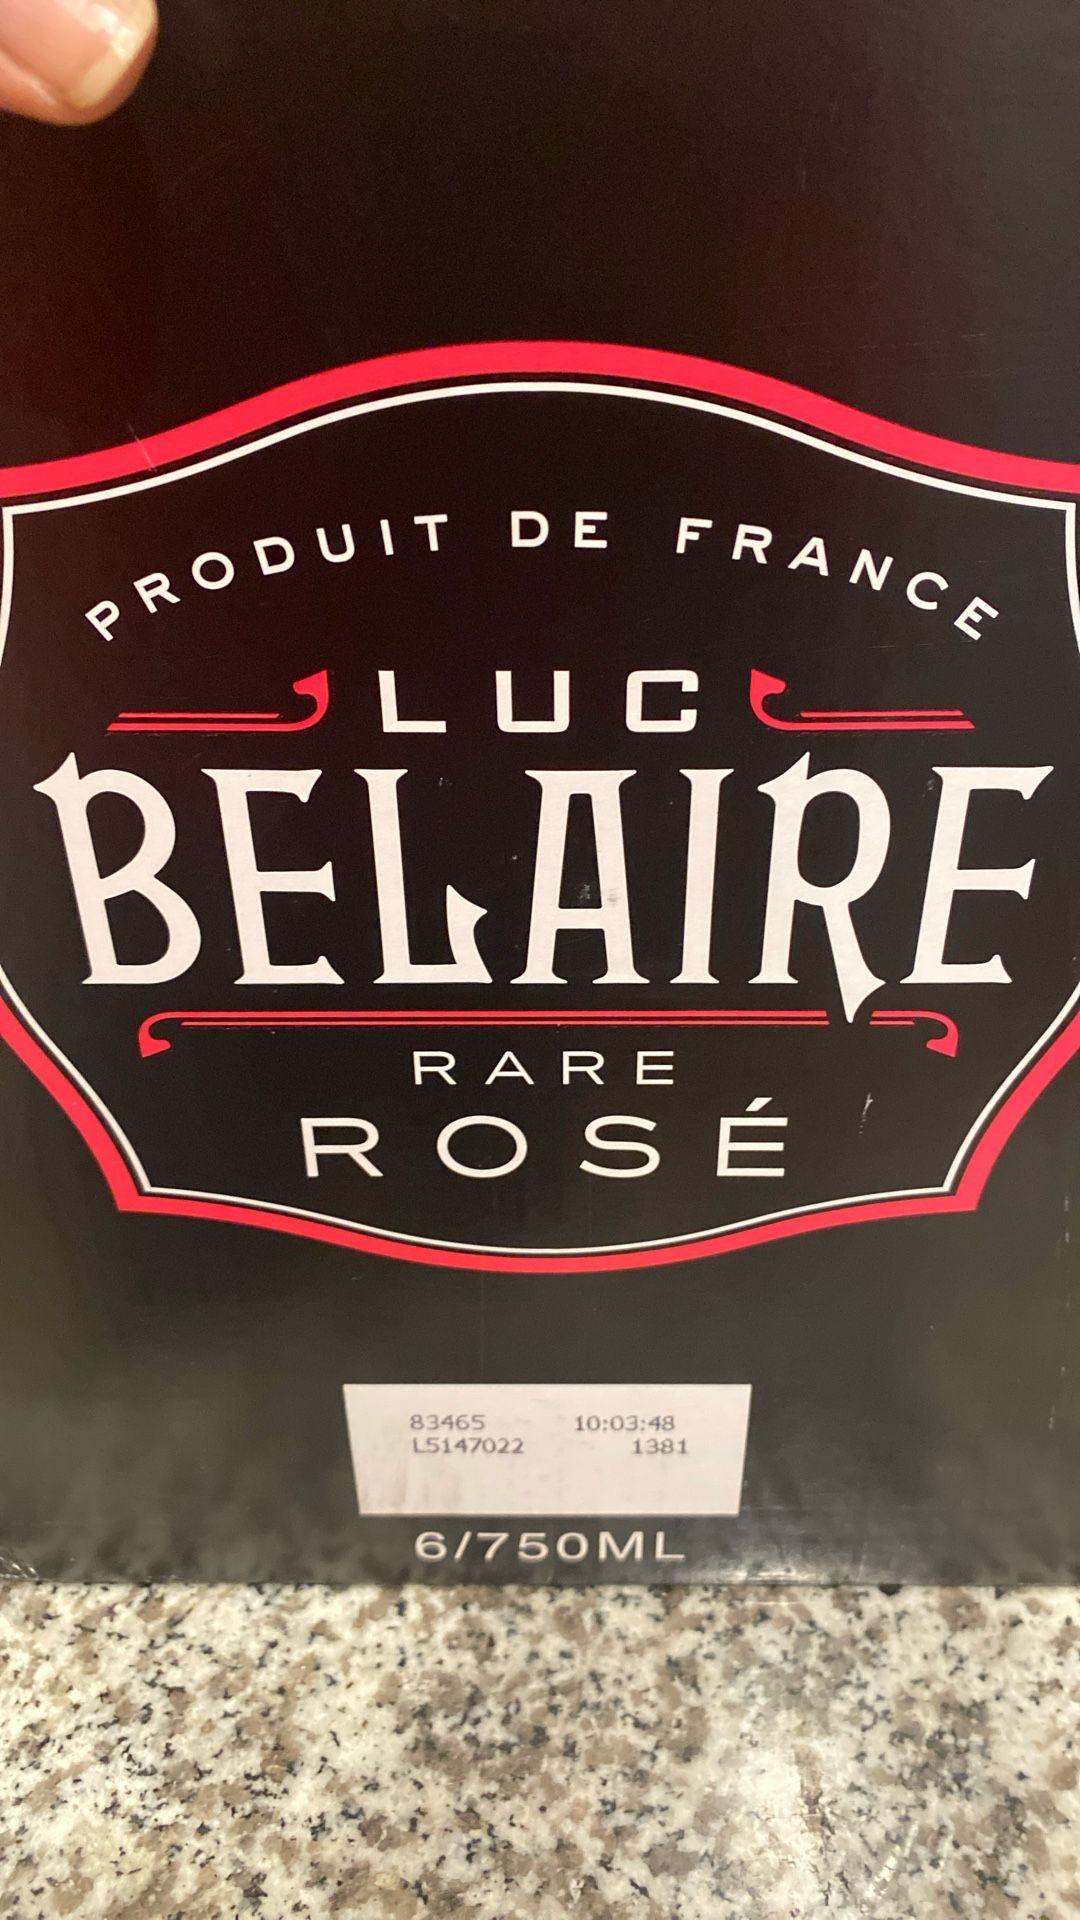 PRODUIT DE FRANCE
LUC
BELAIRE
RARE
ROSÉ
83465 10:03:48
L5147022 1381
6/750ML